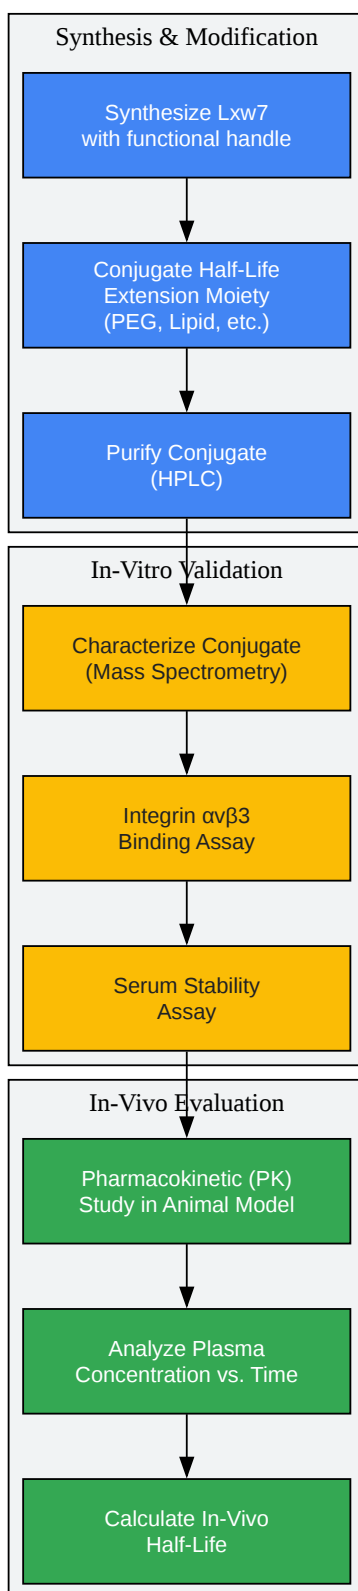 Synthesis & Modification
Synthesize Lxw7
with functional handle
Conjugate Half-Life
Extension Moiety
(PEG, Lipid, etc.)
Purify Conjugate
(HPLC)
In-Vitro Validation
Characterize Conjugate
(Mass Spectrometry)
Integrin αvβ3
Binding Assay
Serum Stability
Assay
In-Vivo Evaluation
Pharmacokinetic (PK)
Study in Animal Model
Analyze Plasma
Concentration vs. Time
Calculate In-Vivo
Half-Life